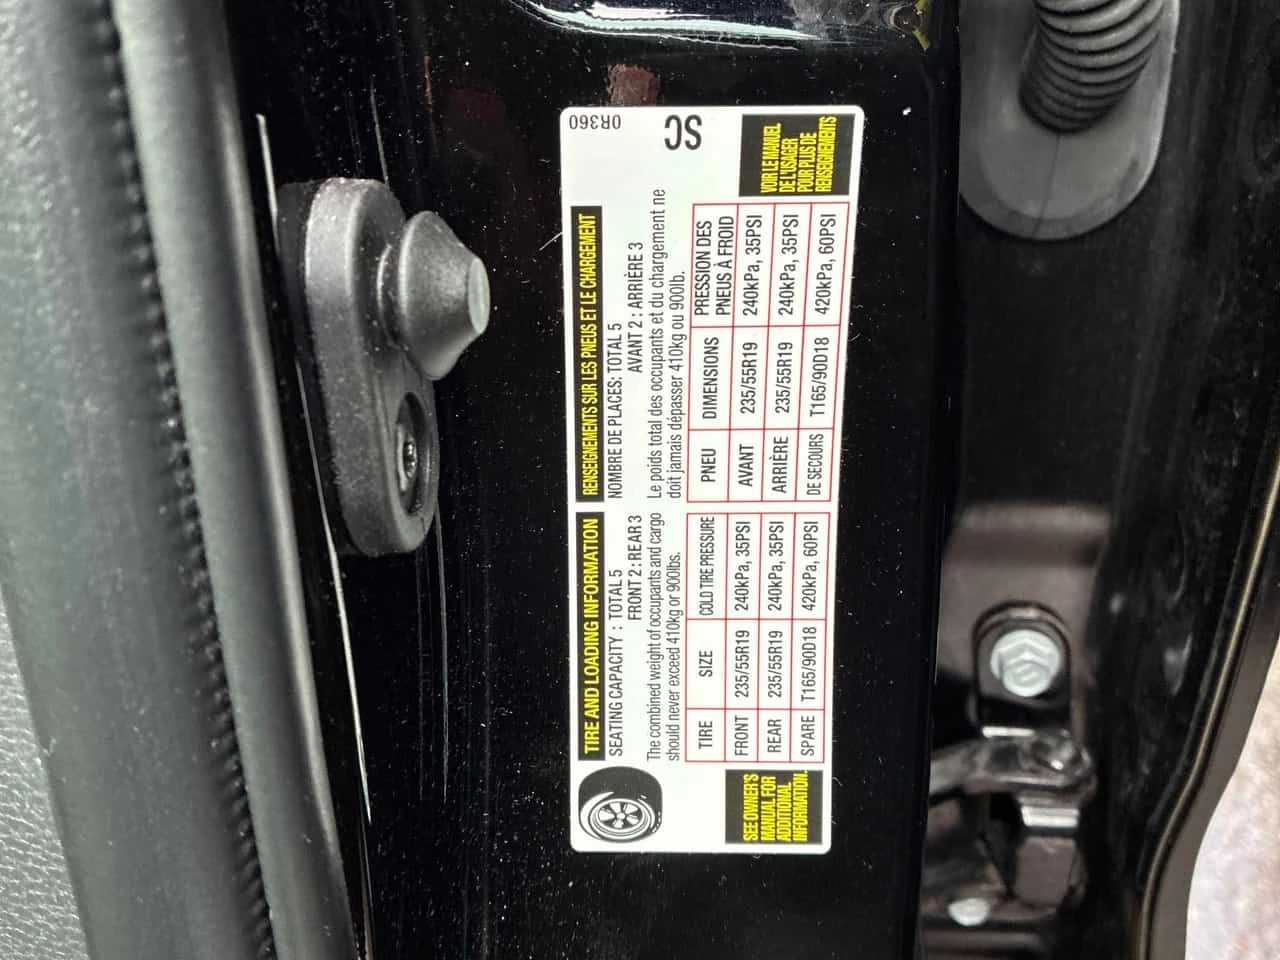 TIRE AND LOADING INFORMATION
SEATING CAPACITY : TOTAL 5
FRONT 2 : REAR 3
The combined weight of occupants and cargo
should never exceed 410kg or 900lbs.
TIRE SIZE COLD TIRE PRESSURE
FRONT 235/55R19 240kPa, 35PSI
REAR 235/55R19 240kPa, 35PSI
SPARE T165/90D18 420kPa, 60PSI
SEE OWNER'S
MANUAL FOR
ADDITIONAL
INFORMATION.
RENSEIGNEMENTS SUR LES PNEUS ET LE CHARGEMENT
NOMBRE DE PLACES: TOTAL 5
AVANT 2 : ARRIÈRE 3
Le poids total des occupants et du chargement ne
doit jamais dépasser 410kg ou 900lb.
PNEU DIMENSIONS PRESSION DES
PNEUS À FROID
AVANT 235/55R19 240kPa, 35PSI
ARRIÈRE 235/55R19 240kPa, 35PSI
DE SECOURS T165/90D18 420kPa, 60PSI
VOIR LE MANUEL
DE L'USAGER
POUR PLUS DE
RENSEIGNEMENTS
0R360
SC